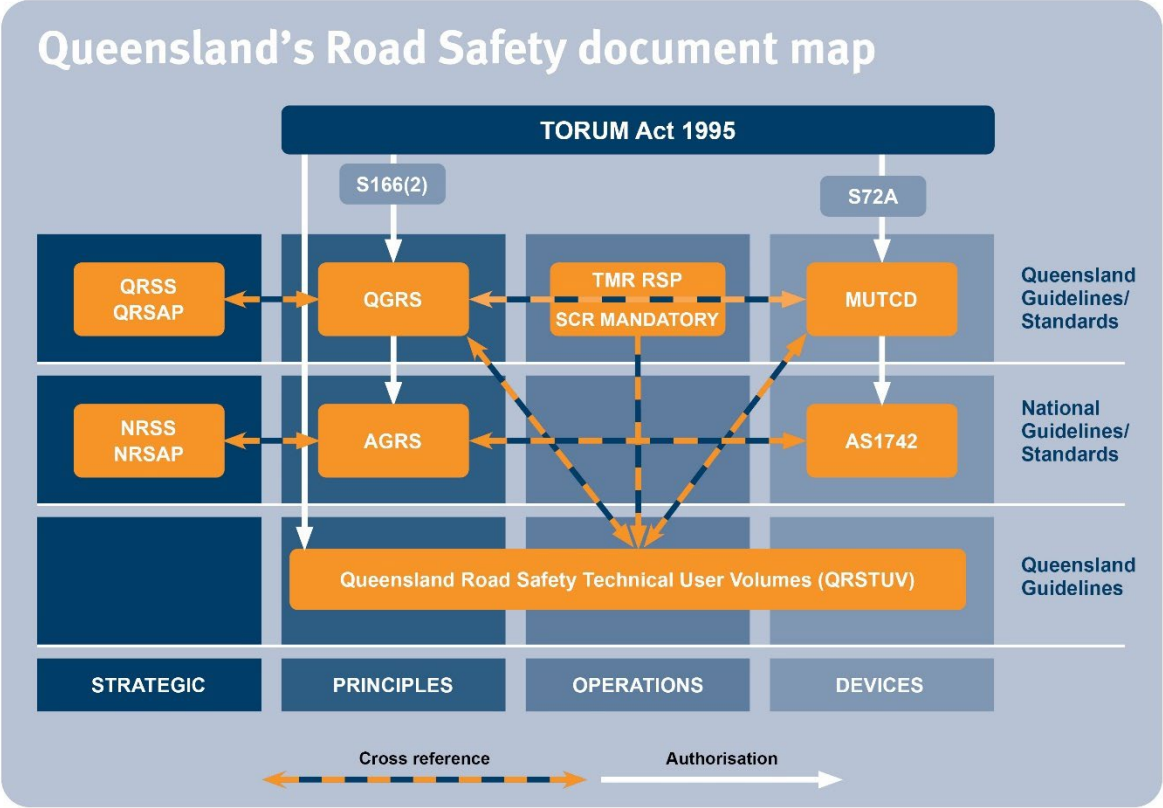 Queensland's Road Safety document map
TORUM Act 1995
S166(2)
S72A
QRSS
QRSAP
QGRS
TMR RSP
SCR MANDATORY
MUTCD
Queensland
Guidelines/
Standards
NRSS
NRSAP
AGRS
AS1742
National
Guidelines/
Standards
Queensland Road Safety Technical User Volumes (QRSTUV)
Queensland
Guidelines
STRATEGIC
PRINCIPLES
OPERATIONS
DEVICES
Cross reference
Authorisation